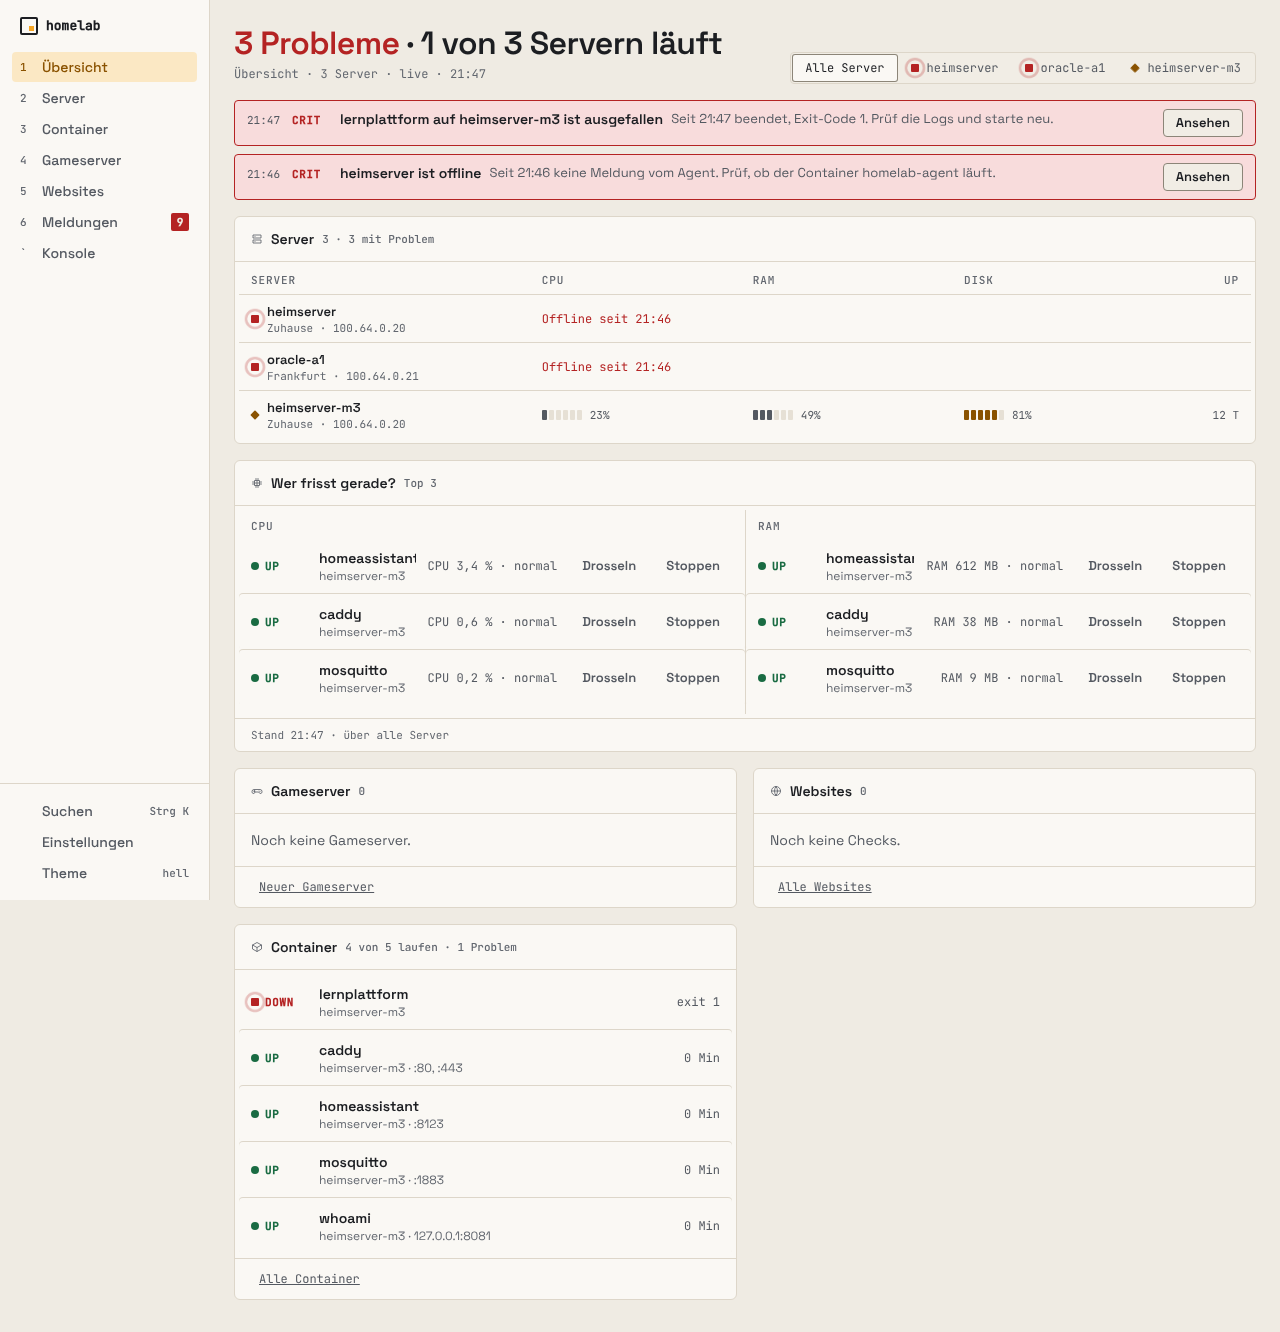 homelab
1 Übersicht
2 Server
3 Container
4 Gameserver
5 Websites
6 Meldungen 9
` Konsole
Suchen Strg K
Einstellungen
Theme hell
3 Probleme · 1 von 3 Servern läuft
Übersicht · 3 Server · live · 21:47
Alle Server heimserver oracle-a1 heimserver-m3
21:47 CRIT lernplattform auf heimserver-m3 ist ausgefallen Seit 21:47 beendet, Exit-Code 1. Prüf die Logs und starte neu. Ansehen
21:46 CRIT heimserver ist offline Seit 21:46 keine Meldung vom Agent. Prüf, ob der Container homelab-agent läuft. Ansehen
Server 3 · 3 mit Problem
SERVER CPU RAM DISK UP
heimserver
Zuhause · 100.64.0.20
Offline seit 21:46
oracle-a1
Frankfurt · 100.64.0.21
Offline seit 21:46
heimserver-m3
Zuhause · 100.64.0.20
23% 49% 81% 12 T
Wer frisst gerade? Top 3
CPU
UP homeassistant CPU 3,4 % · normal Drosseln Stoppen
heimserver-m3
UP caddy CPU 0,6 % · normal Drosseln Stoppen
heimserver-m3
UP mosquitto CPU 0,2 % · normal Drosseln Stoppen
heimserver-m3
RAM
UP homeassistar RAM 612 MB · normal Drosseln Stoppen
heimserver-m3
UP caddy RAM 38 MB · normal Drosseln Stoppen
heimserver-m3
UP mosquitto RAM 9 MB · normal Drosseln Stoppen
heimserver-m3
Stand 21:47 · über alle Server
Gameserver 0
Noch keine Gameserver.
Neuer Gameserver
Websites 0
Noch keine Checks.
Alle Websites
Container 4 von 5 laufen · 1 Problem
DOWN lernplattform exit 1
heimserver-m3
UP caddy 0 Min
heimserver-m3 · :80, :443
UP homeassistant 0 Min
heimserver-m3 · :8123
UP mosquitto 0 Min
heimserver-m3 · :1883
UP whoami 0 Min
heimserver-m3 · 127.0.0.1:8081
Alle Container